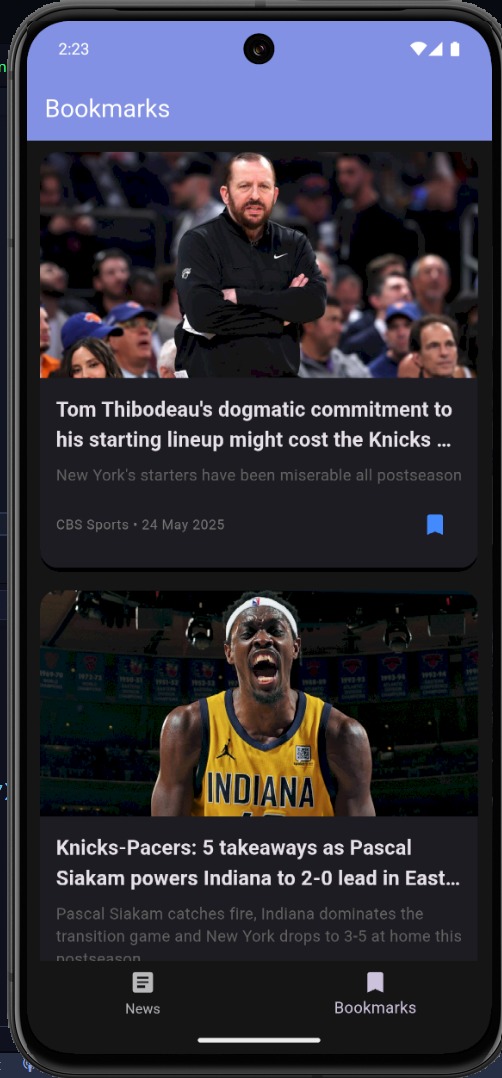 2:23
Bookmarks
Tom Thibodeau's dogmatic commitment to
his starting lineup might cost the Knicks ...
New York's starters have been miserable all postseason
CBS Sports • 24 May 2025
INDIANA
Knicks-Pacers: 5 takeaways as Pascal
Siakam powers Indiana to 2-0 lead in East...
Pascal Siakam catches fire, Indiana dominates the
transition game and New York drops to 3-5 at home this
postseason
News
Bookmarks